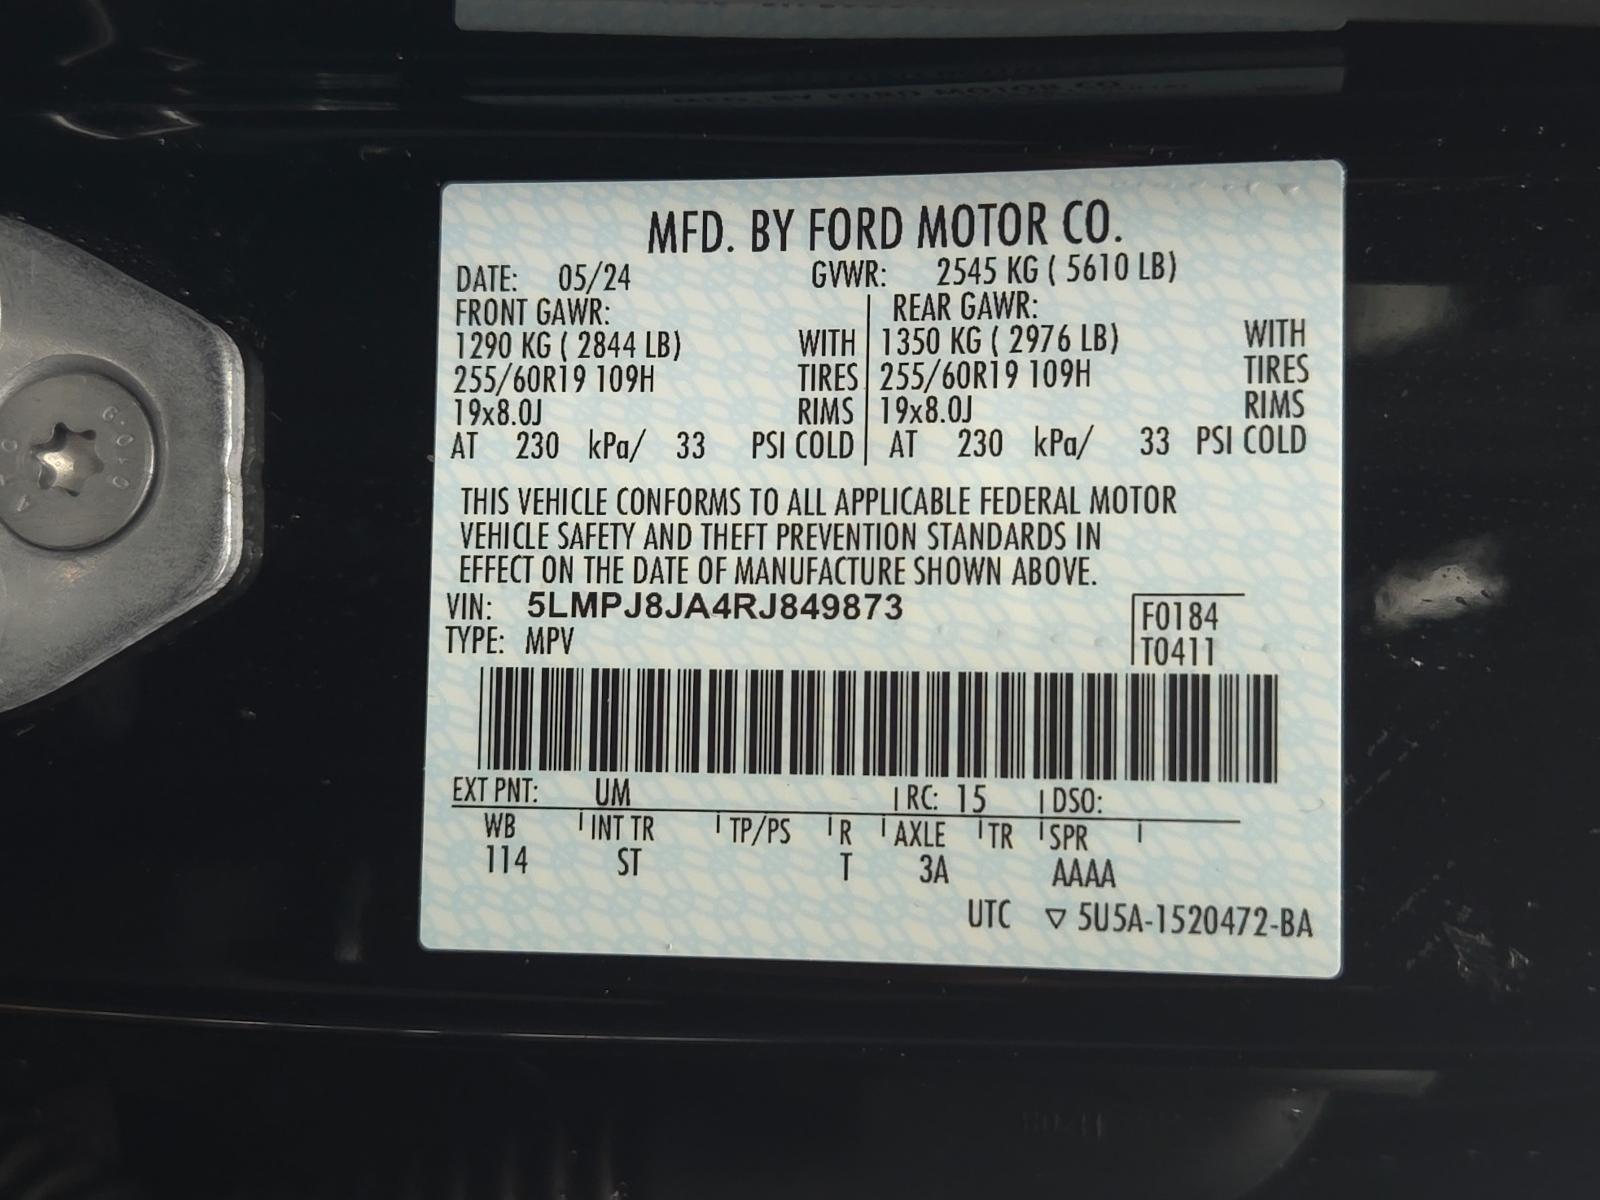 MFD. BY FORD MOTOR CO.
DATE: 05/24 GVWR: 2545 KG ( 5610 LB)
FRONT GAWR: REAR GAWR:
1290 KG ( 2844 LB) WITH 1350 KG ( 2976 LB) WITH
255/60R19 109H TIRES 255/60R19 109H TIRES
19x8.0J RIMS 19x8.0J RIMS
AT 230 kPa/ 33 PSI COLD AT 230 kPa/ 33 PSI COLD
THIS VEHICLE CONFORMS TO ALL APPLICABLE FEDERAL MOTOR
VEHICLE SAFETY AND THEFT PREVENTION STANDARDS IN
EFFECT ON THE DATE OF MANUFACTURE SHOWN ABOVE.
VIN: 5LMPJ8JA4RJ849873 F0184
TYPE: MPV T0411
EXT PNT: UM RC: 15 DSO:
WB INT TR TP/PS R AXLE TR SPR
114 ST T 3A AAAA
UTC ▽ 5U5A-1520472-BA